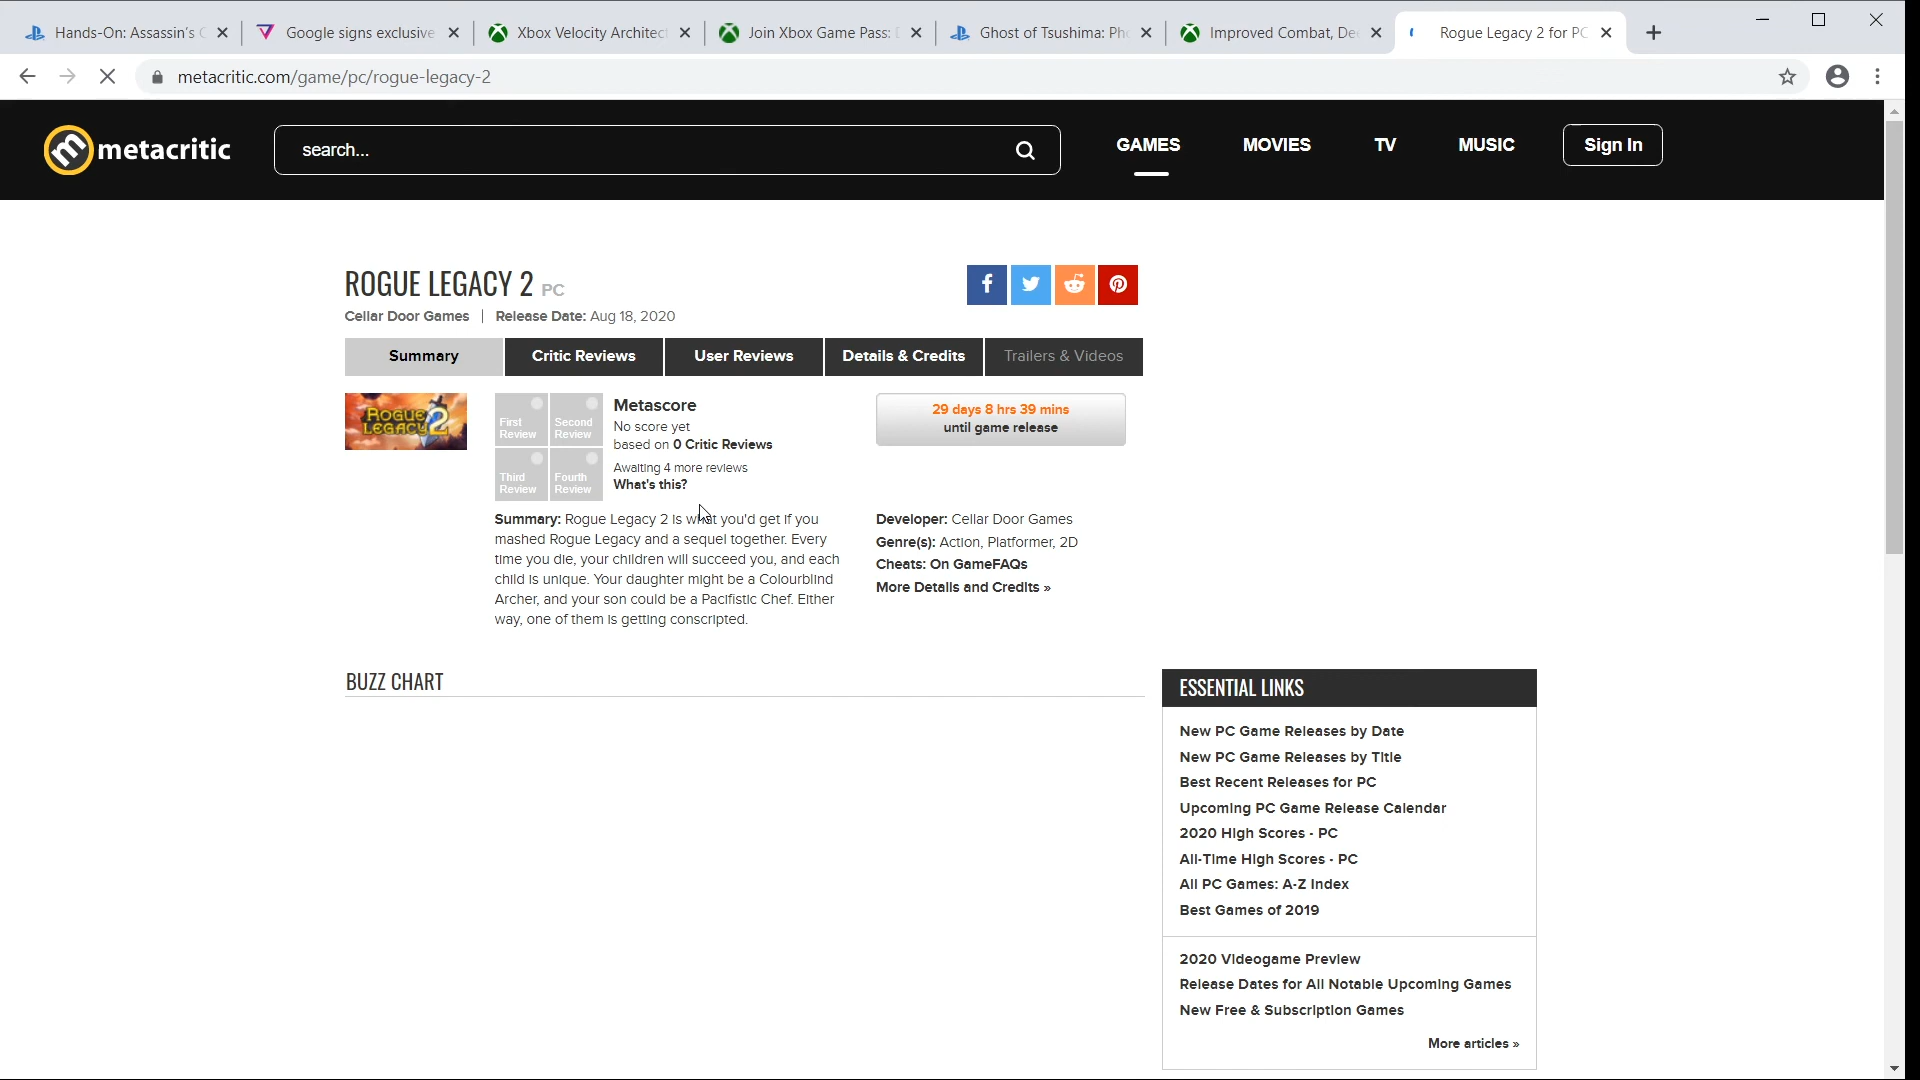 Hands-On: Assassin's
Google signs exclusive
Xbox Velocity Architec
Join Xbox Game Pass:
Ghost of Tsushima: Ph
Improved Combat, De
Rogue Legacy 2 for PC
metacritic.com/game/pc/rogue-legacy-2
metacritic
search...
GAMES
MOVIES
TV
MUSIC
Sign In
ROGUE LEGACY 2 PC
Cellar Door Games | Release Date: Aug 18, 2020
Summary
Critic Reviews
User Reviews
Details & Credits
Trailers & Videos
ROGUE LEGACY 2
First Review
Second Review
Third Review
Fourth Review
Metascore
No score yet
based on 0 Critic Reviews
Awaiting 4 more reviews
What's this?
29 days 8 hrs 39 mins
until game release
Summary: Rogue Legacy 2 is what you'd get if you
mashed Rogue Legacy and a sequel together. Every
time you die, your children will succeed you, and each
child is unique. Your daughter might be a Colourblind
Archer, and your son could be a Pacifistic Chef. Either
way, one of them is getting conscripted.
Developer: Cellar Door Games
Genre(s): Action, Platformer, 2D
Cheats: On GameFAQs
More Details and Credits »
BUZZ CHART
ESSENTIAL LINKS
New PC Game Releases by Date
New PC Game Releases by Title
Best Recent Releases for PC
Upcoming PC Game Release Calendar
2020 High Scores - PC
All-Time High Scores - PC
All PC Games: A-Z Index
Best Games of 2019
2020 Videogame Preview
Release Dates for All Notable Upcoming Games
New Free & Subscription Games
More articles »